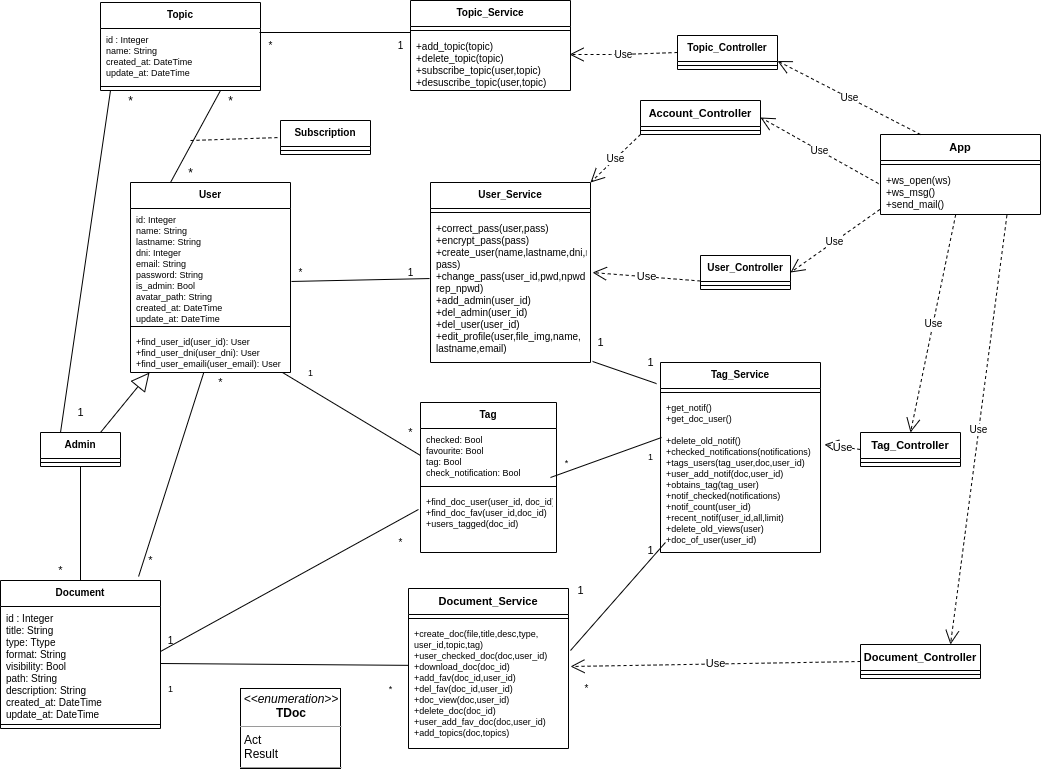 Topic
id : Integer
name: String
created_at: DateTime
update_at: DateTime
*
1
Topic_Service
+add_topic(topic)
+delete_topic(topic)
+subscribe_topic(user,topic)
+desuscribe_topic(user,topic)
Use
Topic_Controller
Use
Account_Controller
Use
Use
App
+ws_open(ws)
+ws_msg()
+send_mail()
*
*
Subscription
*
User
id: Integer
name: String
lastname: String
dni: Integer
email: String
password: String
is_admin: Bool
avatar_path: String
created_at: DateTime
update_at: DateTime
+find_user_id(user_id): User
+find_user_dni(user_dni): User
+find_user_emaili(user_email): User
*
1
User_Service
+correct_pass(user,pass)
+encrypt_pass(pass)
+create_user(name,lastname,dni,
pass)
+change_pass(user_id,pwd,npwd
rep_npwd)
+add_admin(user_id)
+del_admin(user_id)
+del_user(user_id)
+edit_profile(user,file_img,name,
lastname,email)
Use
User_Controller
Use
Use
1
1
1
*
1
*
Admin
Tag
checked: Bool
favourite: Bool
tag: Bool
check_notification: Bool
+find_doc_user(user_id, doc_id)
+find_doc_fav(user_id,doc_id)
+users_tagged(doc_id)
*
1
Tag_Service
+get_notif()
+get_doc_user()
+delete_old_notif()
+checked_notifications(notifications)
+tags_users(tag_user,doc,user_id)
+user_add_notif(doc,user_id)
+obtains_tag(tag_user)
+notif_checked(notifications)
+notif_count(user_id)
+recent_notif(user_id,all,limit)
+delete_old_views(user)
+doc_of_user(user_id)
Use
Tag_Controller
Use
*
*
*
1
1
Document
id : Integer
title: String
type: Ttype
format: String
visibility: Bool
path: String
description: String
created_at: DateTime
update_at: DateTime
1
1
*
Document_Service
+create_doc(file,title,desc,type,
user_id,topic,tag)
+user_checked_doc(doc,user_id)
+download_doc(doc_id)
+add_fav(doc_id,user_id)
+del_fav(doc_id,user_id)
+doc_view(doc,user_id)
+delete_doc(doc_id)
+user_add_fav_doc(doc,user_id)
+add_topics(doc,topics)
*
Use
Document_Controller
<<enumeration>>
TDoc
Act
Result